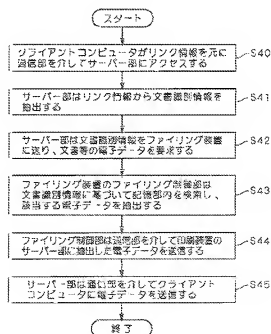 スタート
クライアントコンピュータがリンク情報を元に
通信部を介してサーバー部にアクセスする
S40
サーバー部はリンク情報から文書識別情報を
抽出する
S41
サーバー部は文書識別情報をファイリング装置
に送り、文書等の電子データを要求する
S42
ファイリング装置のファイリング制御部は
文書識別情報に基づいて記憶部内を検索し、
該当する電子データを抽出する
S43
ファイリング制御部は通信部を介して印刷装置の
サーバー部に抽出した電子データを送信する
S44
サーバー部は通信部を介してクライアント
コンピュータに電子データを送信する
S45
終了